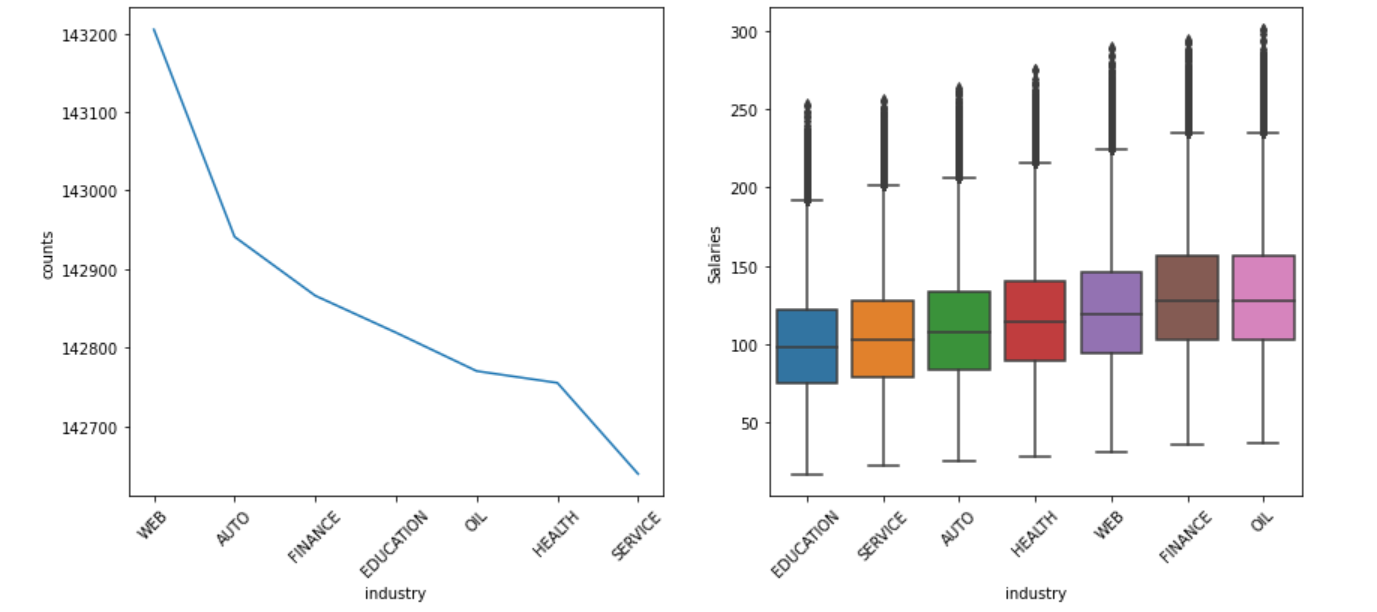 143200
143100
143000
142900
142800
142700
counts
WEB
AUTO
FINANCE
EDUCATION
OIL
HEALTH
SERVICE
industry
300
250
200
150
100
50
Salaries
EDUCATION
SERVICE
AUTO
HEALTH
WEB
FINANCE
OIL
industry